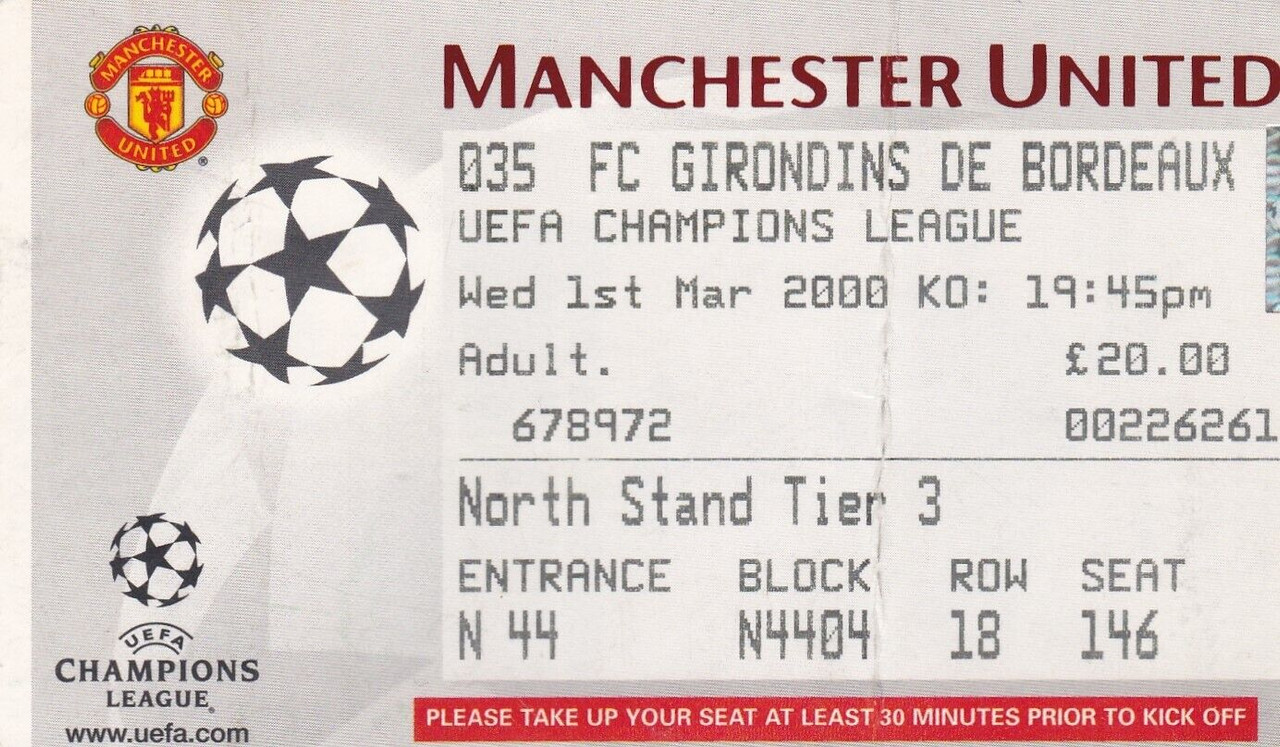 MANCHESTER
UNITED
MANCHESTER UNITED
035 FC GIRONDINS DE BORDEAUX
UEFA CHAMPIONS LEAGUE
Wed 1st Mar 2000 KO: 19:45pm
Adult. £20.00
678972 00226261
North Stand Tier 3
ENTRANCE BLOCK ROW SEAT
N 44 N4404 18 146
UEFA
CHAMPIONS
LEAGUE®
www.uefa.com
PLEASE TAKE UP YOUR SEAT AT LEAST 30 MINUTES PRIOR TO KICK OFF